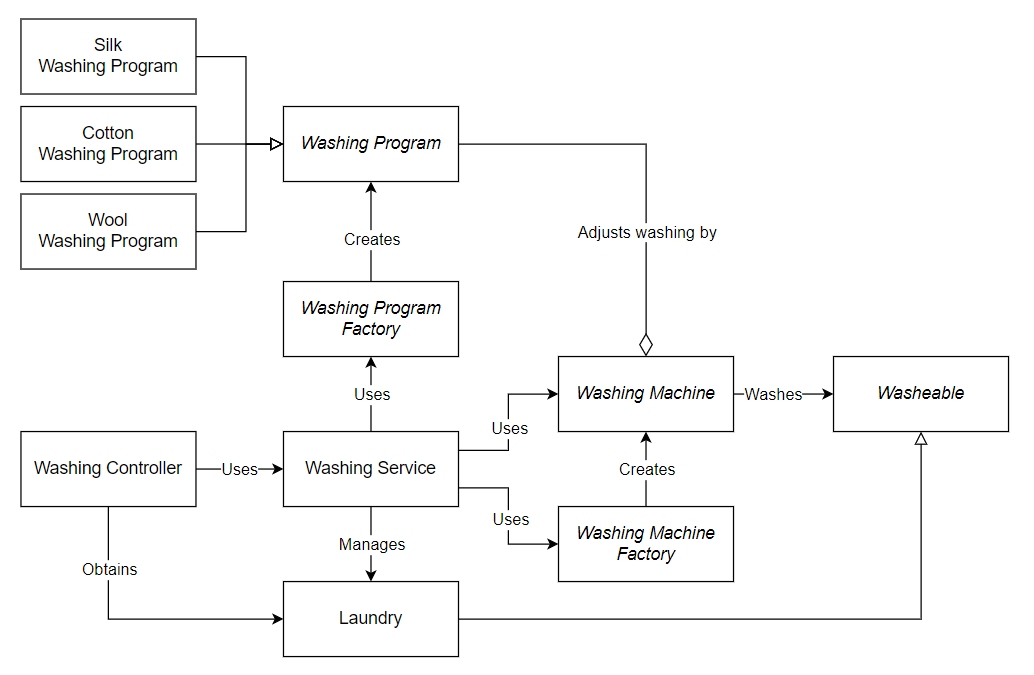 Silk
Washing Program
Cotton
Washing Program
Washing Program
Wool
Washing Program
Creates
Adjusts washing by
Washing Program
Factory
Uses
Washing Machine
Washes
Washeable
Uses
Washing Controller
Uses
Washing Service
Creates
Uses
Washing Machine
Factory
Manages
Obtains
Laundry